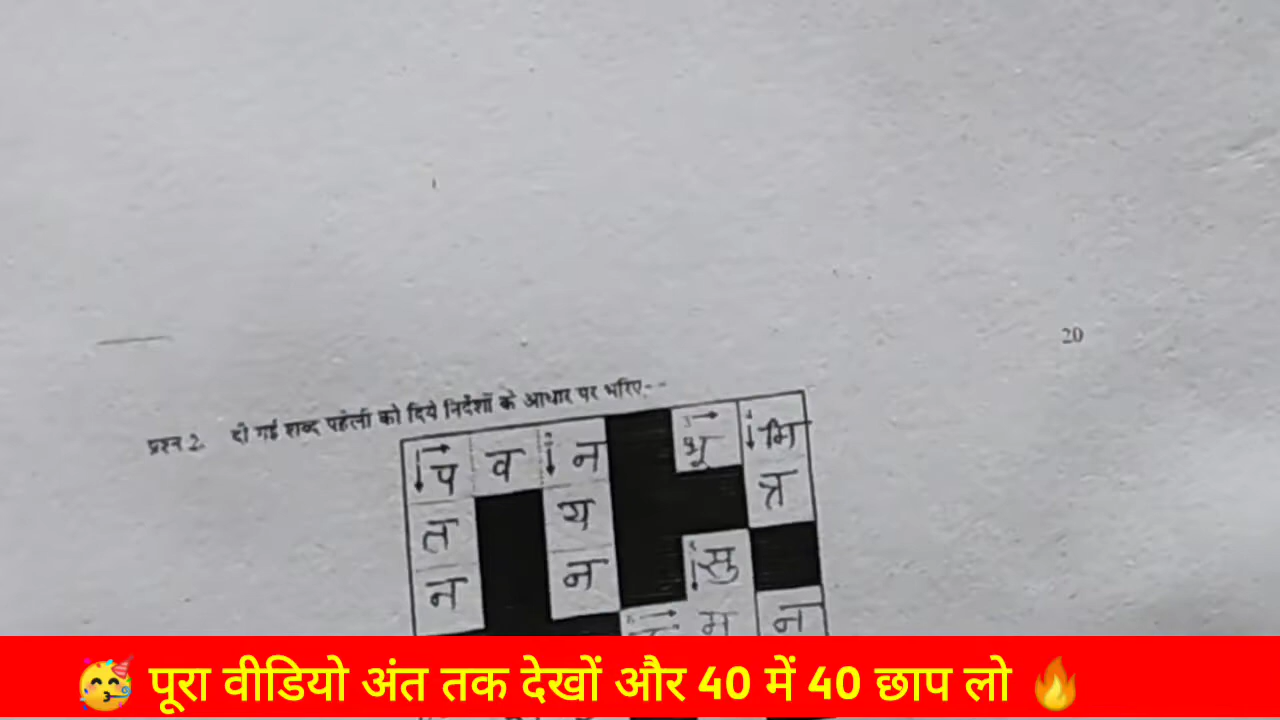 20
प्रश्न 2. दी गई शब्द पहेली को दिये निर्देशों के आधार पर भरिए--
प व न भू मि
त य त्र
न न सु
म न
🥳 पूरा वीडियो अंत तक देखों और 40 में 40 छाप लो 🔥